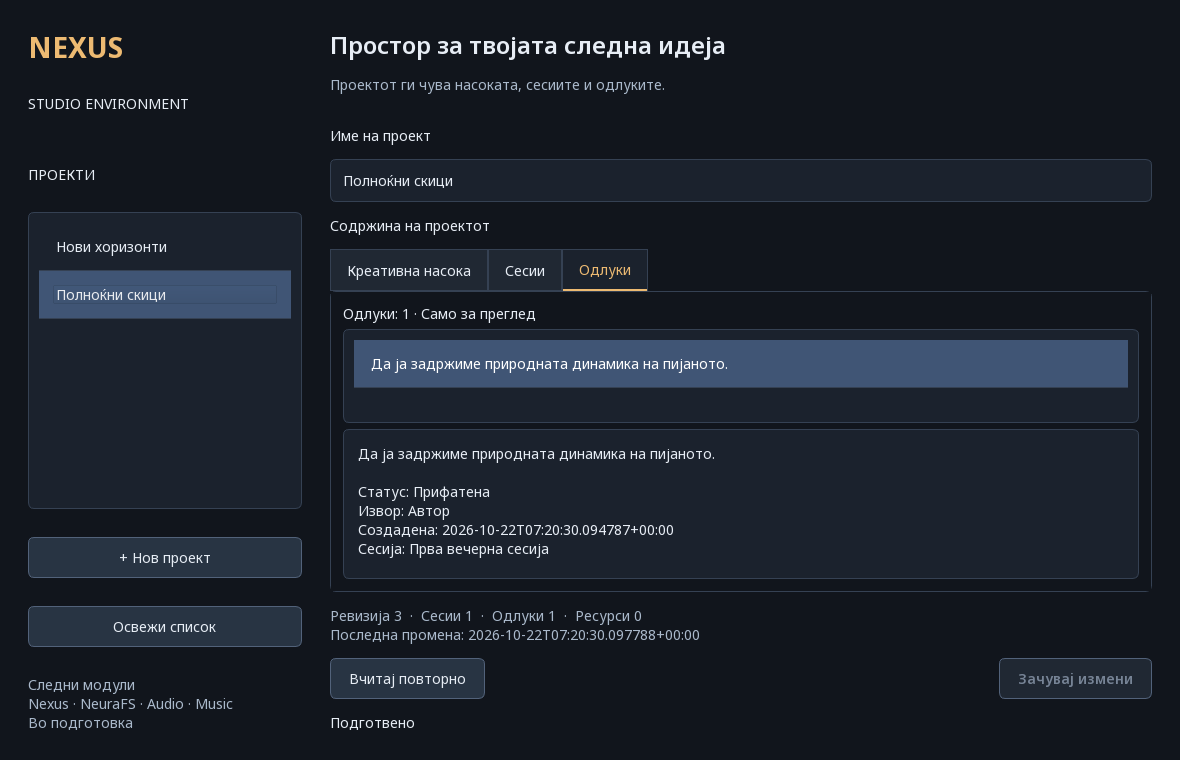 NEXUS
STUDIO ENVIRONMENT
ПРОЕКТИ
Нови хоризонти
Полноќни скици
+ Нов проект
Освежи список
Следни модули
Nexus · NeuraFS · Audio · Music
Во подготовка
Простор за твојата следна идеја
Проектот ги чува насоката, сесиите и одлуките.
Име на проект
Полноќни скици
Содржина на проектот
Креативна насока
Сесии
Одлуки
Одлуки: 1 · Само за преглед
Да ја задржиме природната динамика на пијаното.
Да ја задржиме природната динамика на пијаното.
Статус: Прифатена
Извор: Автор
Создадена: 2026-10-22T07:20:30.094787+00:00
Сесија: Прва вечерна сесија
Ревизија 3 · Сесии 1 · Одлуки 1 · Ресурси 0
Последна промена: 2026-10-22T07:20:30.097788+00:00
Вчитај повторно
Зачувај измени
Подготвено